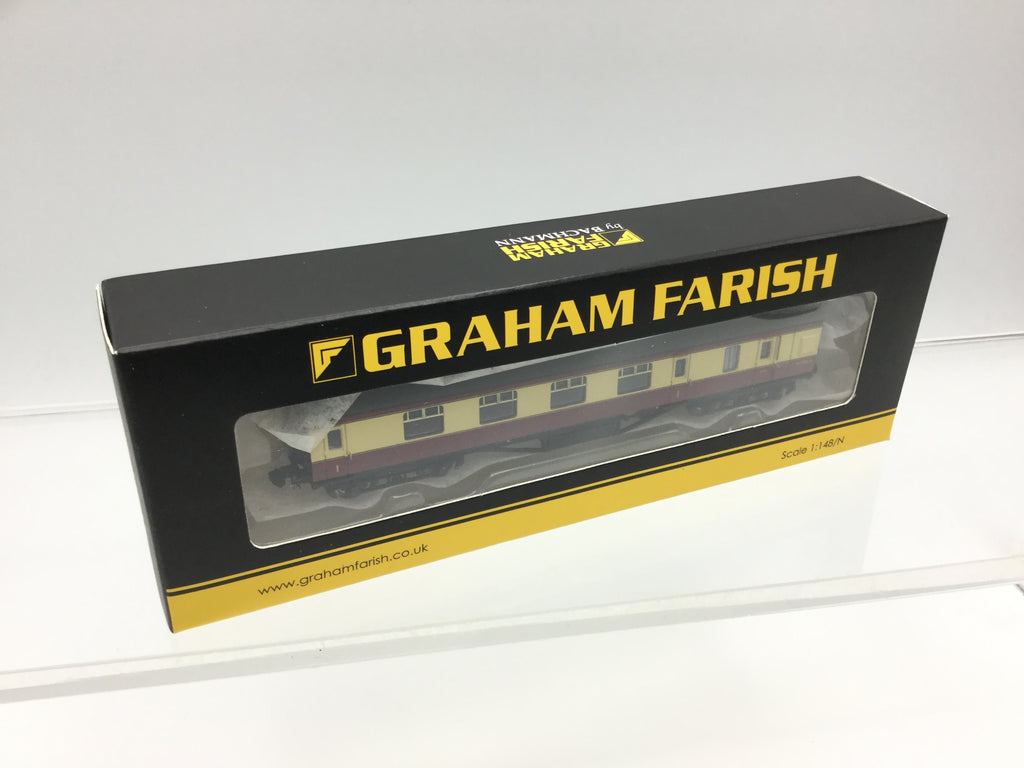 GRAHAM
FARISH
by BACHMANN
GRAHAM FARISH
Scale 1:148/N
www.grahamfarish.co.uk